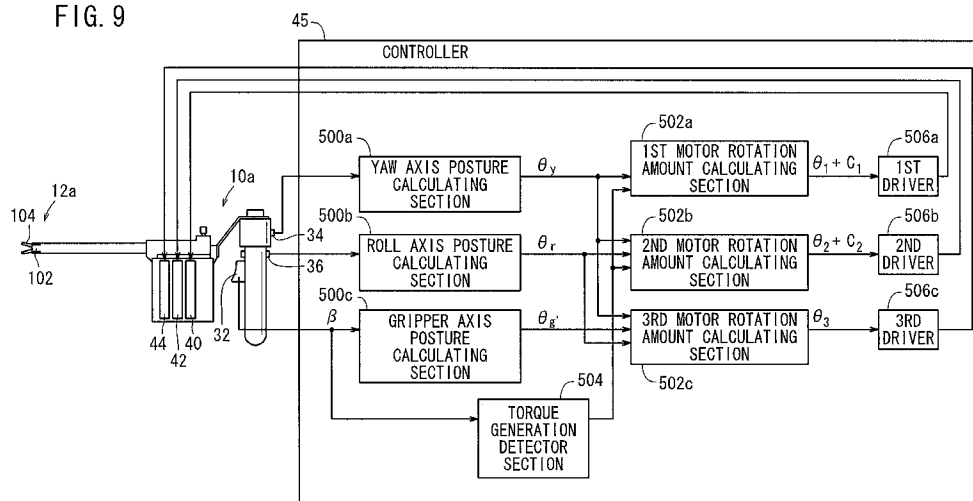 FIG. 9
45
CONTROLLER
500a
YAW AXIS POSTURE
CALCULATING
SECTION
θy
502a
1ST MOTOR ROTATION
AMOUNT CALCULATING
SECTION
θ1 + C1
506a
1ST
DRIVER
12a
104
102
10a
34
36
32
44
42
40
500b
ROLL AXIS POSTURE
CALCULATING
SECTION
θr
502b
2ND MOTOR ROTATION
AMOUNT CALCULATING
SECTION
θ2 + C2
506b
2ND
DRIVER
β
500c
GRIPPER AXIS
POSTURE
CALCULATING
SECTION
θg'
3RD MOTOR ROTATION
AMOUNT CALCULATING
SECTION
502c
θ3
506c
3RD
DRIVER
504
TORQUE
GENERATION
DETECTOR
SECTION